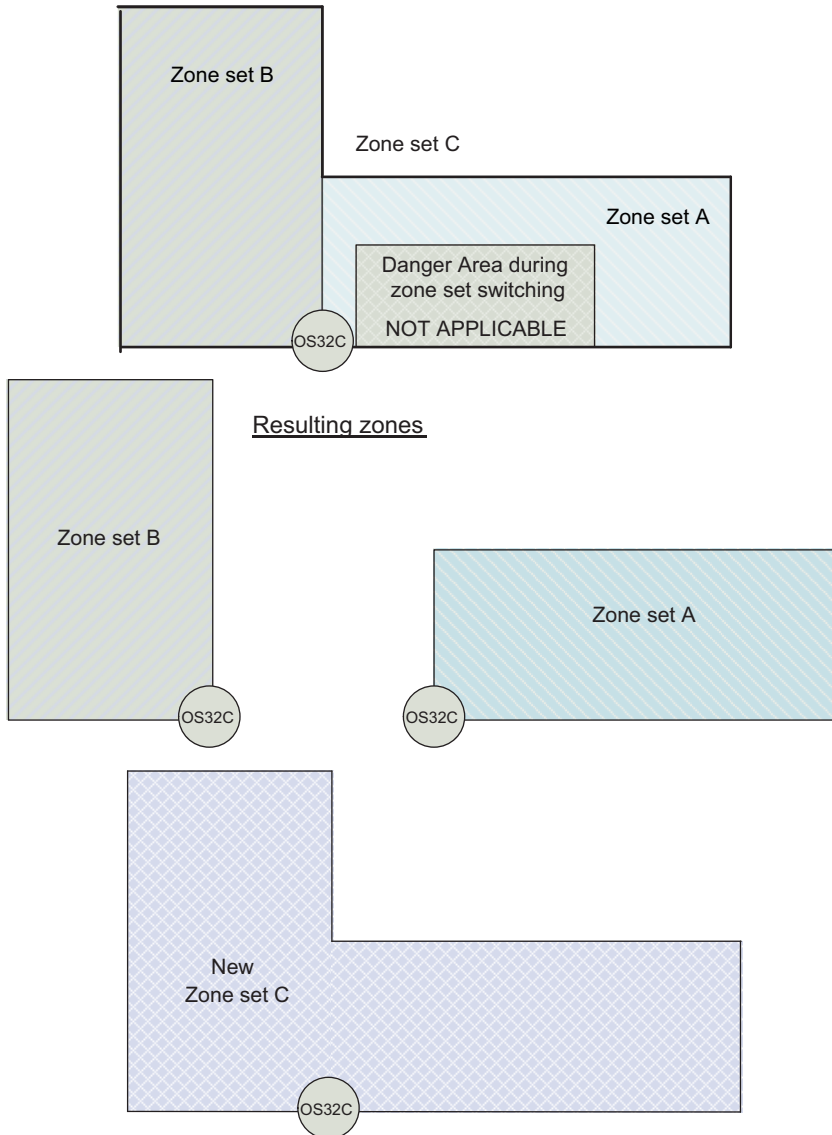 Zone set B
Zone set C
Zone set A
Danger Area during
zone set switching
NOT APPLICABLE
OS32C
Resulting zones
Zone set B
Zone set A
OS32C
OS32C
New
Zone set C
OS32C